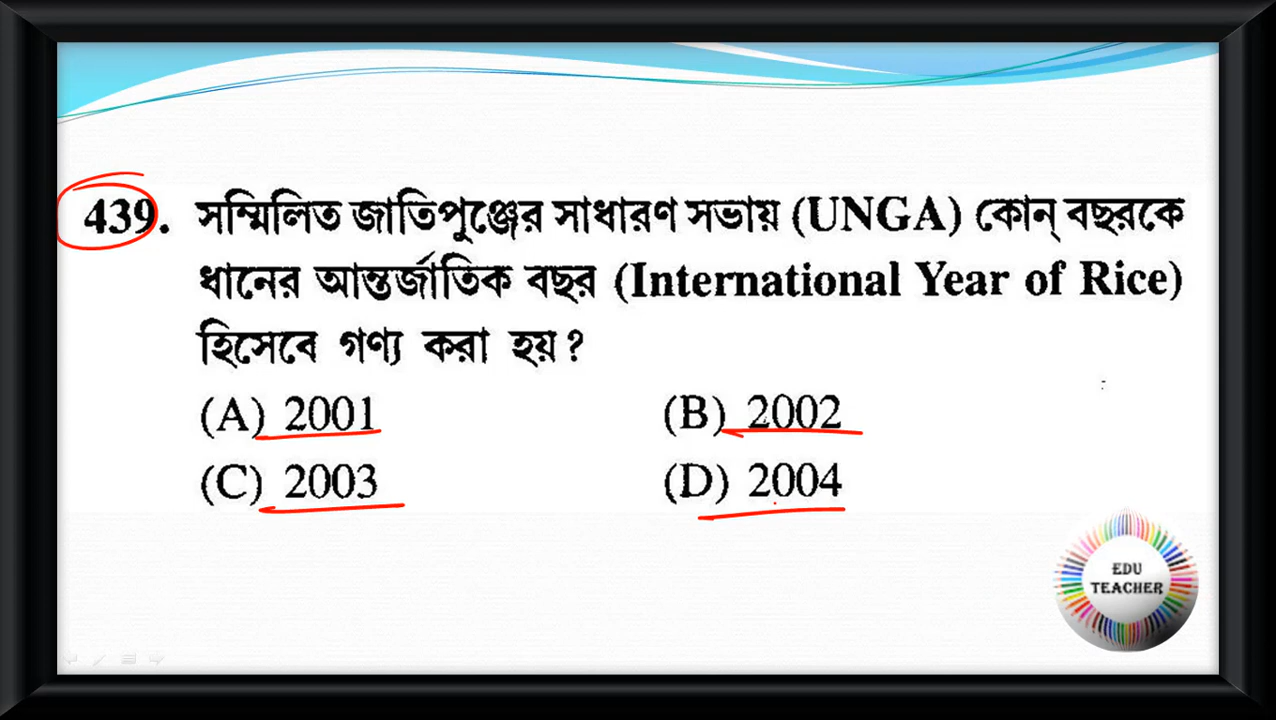 439. সম্মিলিত জাতিপুঞ্জের সাধারণ সভায় (UNGA) কোন্ বছরকে
ধানের আন্তর্জাতিক বছর (International Year of Rice)
হিসেবে গণ্য করা হয়?
(A) 2001 (B) 2002
(C) 2003 (D) 2004
EDU
TEACHER